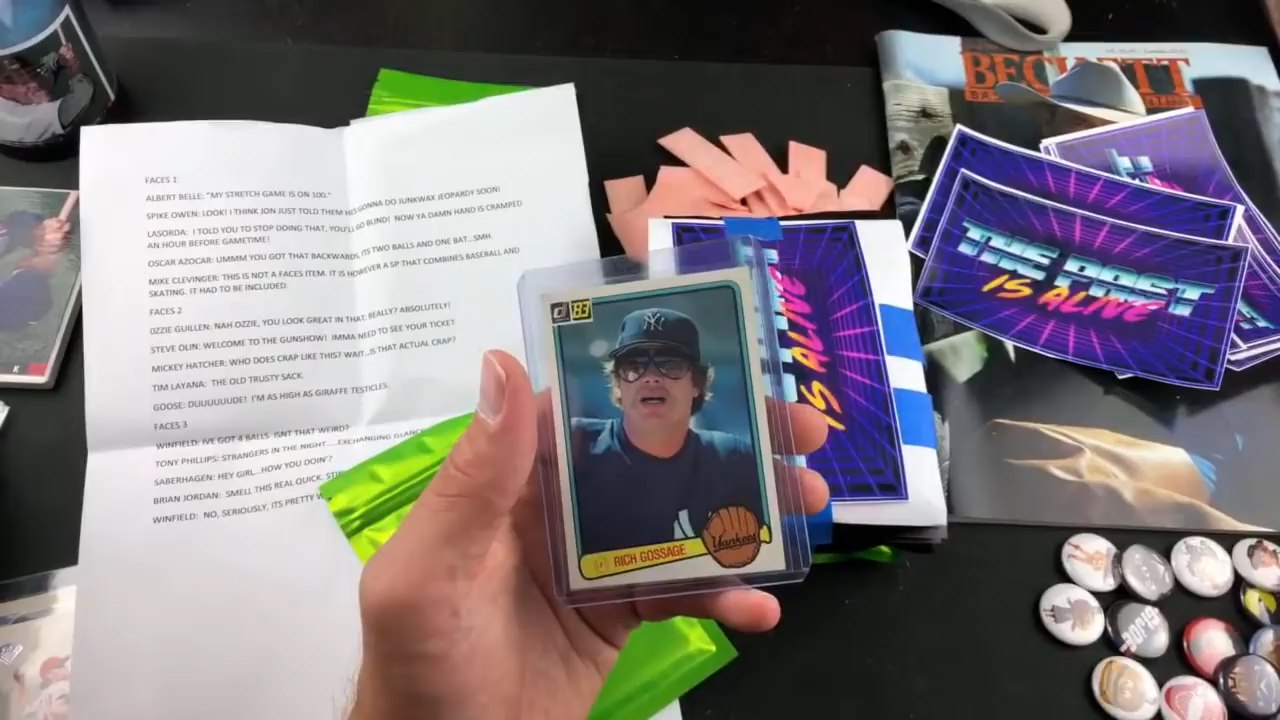 FACES 1
ALBERT BELLE: "MY STRETCH GAME IS ON 100."
SPIKE OWEN: LOOK! I THINK JON JUST TOLD THEM HES GONNA DO JUNKWAX JEOPARDY SOON!
LASORDA: I TOLD YOU TO STOP DOING THAT, YOU'LL GO BLIND! NOW YA DAMN HAND IS CRAMPED
AN HOUR BEFORE GAMETIME!
OSCAR AZOCAR: UMMM YOU GOT THAT BACKWARDS, ITS TWO BALLS AND ONE BAT...SMH.
MIKE CLEVINGER: THIS IS NOT A FACES ITEM. IT IS HOWEVER A SP THAT COMBINES BASEBALL AND
SKATING. IT HAD TO BE INCLUDED.
FACES 2
OZZIE GUILLEN: NAH OZZIE, YOU LOOK GREAT IN THAT; REALLY? ABSOLUTELY!
STEVE OLIN: WELCOME TO THE GUNSHOW! IMMA NEED TO SEE YOUR TICKET?
MICKEY HATCHER: WHO DOES CRAP LIKE THIS? WAIT...IS THAT ACTUAL CRAP?
TIM LAYANA: THE OLD TRUSTY SACK.
GOOSE: DUUUUUUDE! I'M AS HIGH AS GIRAFFE TESTICLES.
FACES 3
WINFIELD: IVE GOT 4 BALLS ISNT THAT WEIRD?
TONY PHILLIPS: STRANGERS IN THE NIGHT....EXCHANGING
SABERHAGEN: HEY GIRL...HOW YOU DOIN'?
BRIAN JORDAN: SMELL THIS REAL QUICK.
WINFIELD: NO, SERIOUSLY, ITS PRETTY
'83
Yankees
RICH GOSSAGE
IS ALIVE
BECKETT
THE PAST
IS ALIVE
K